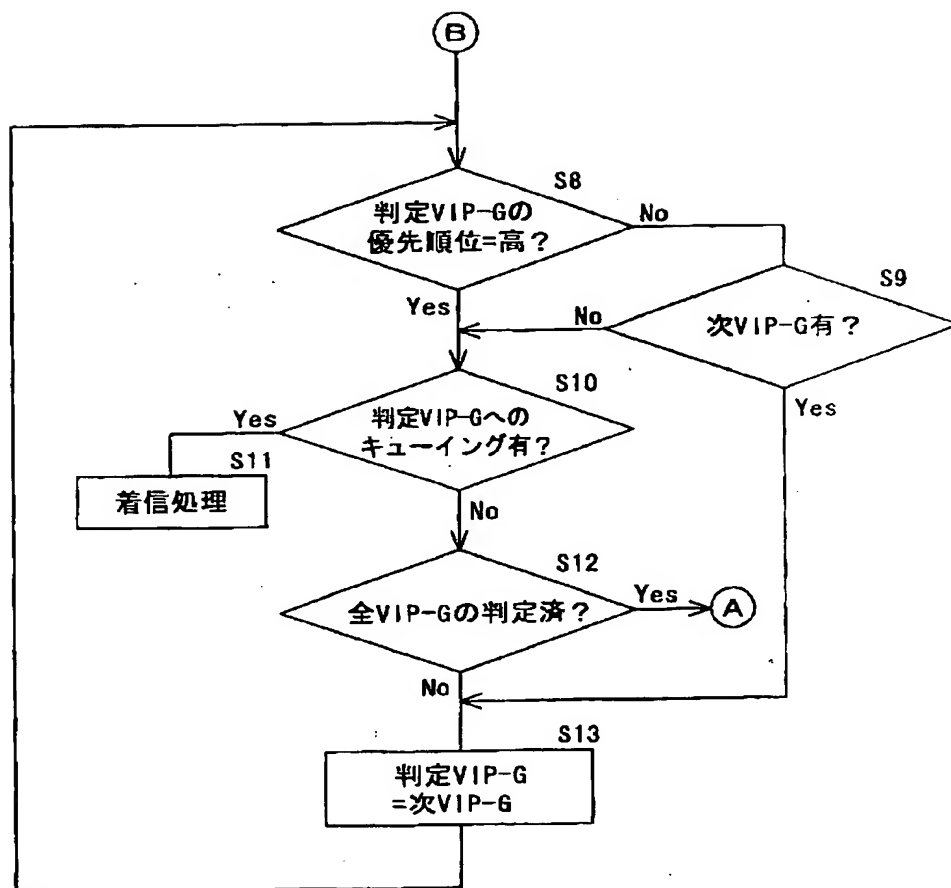 B
S8
判定VIP-Gの
優先順位=高?
No
Yes
S9
次VIP-G有?
No
Yes
S10
判定VIP-Gへの
キューイング有?
Yes
S11
着信処理
No
S12
全VIP-Gの判定済?
Yes
A
No
S13
判定VIP-G
=次VIP-G